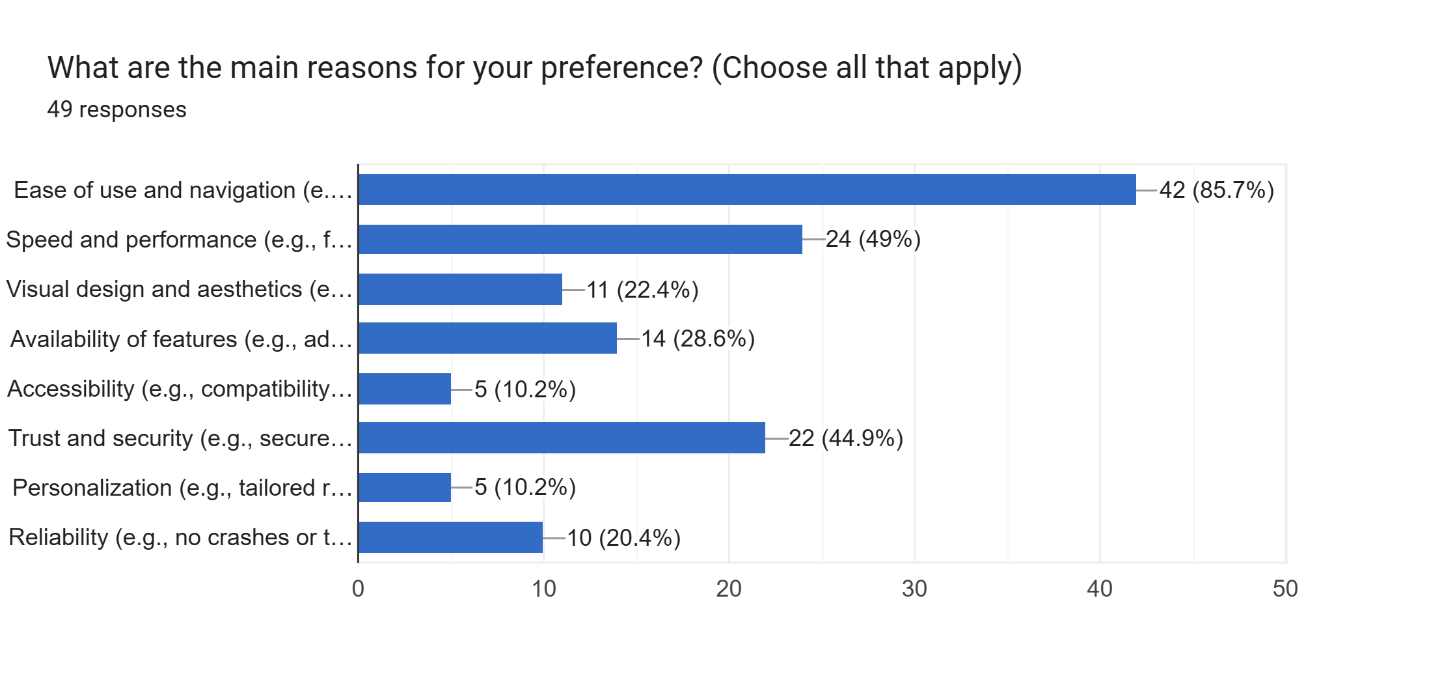 What are the main reasons for your preference? (Choose all that apply)
49 responses
Ease of use and navigation (e.… 42 (85.7%)
Speed and performance (e.g., f… 24 (49%)
Visual design and aesthetics (e… 11 (22.4%)
Availability of features (e.g., ad… 14 (28.6%)
Accessibility (e.g., compatibility… 5 (10.2%)
Trust and security (e.g., secure… 22 (44.9%)
Personalization (e.g., tailored r… 5 (10.2%)
Reliability (e.g., no crashes or t… 10 (20.4%)
0 10 20 30 40 50